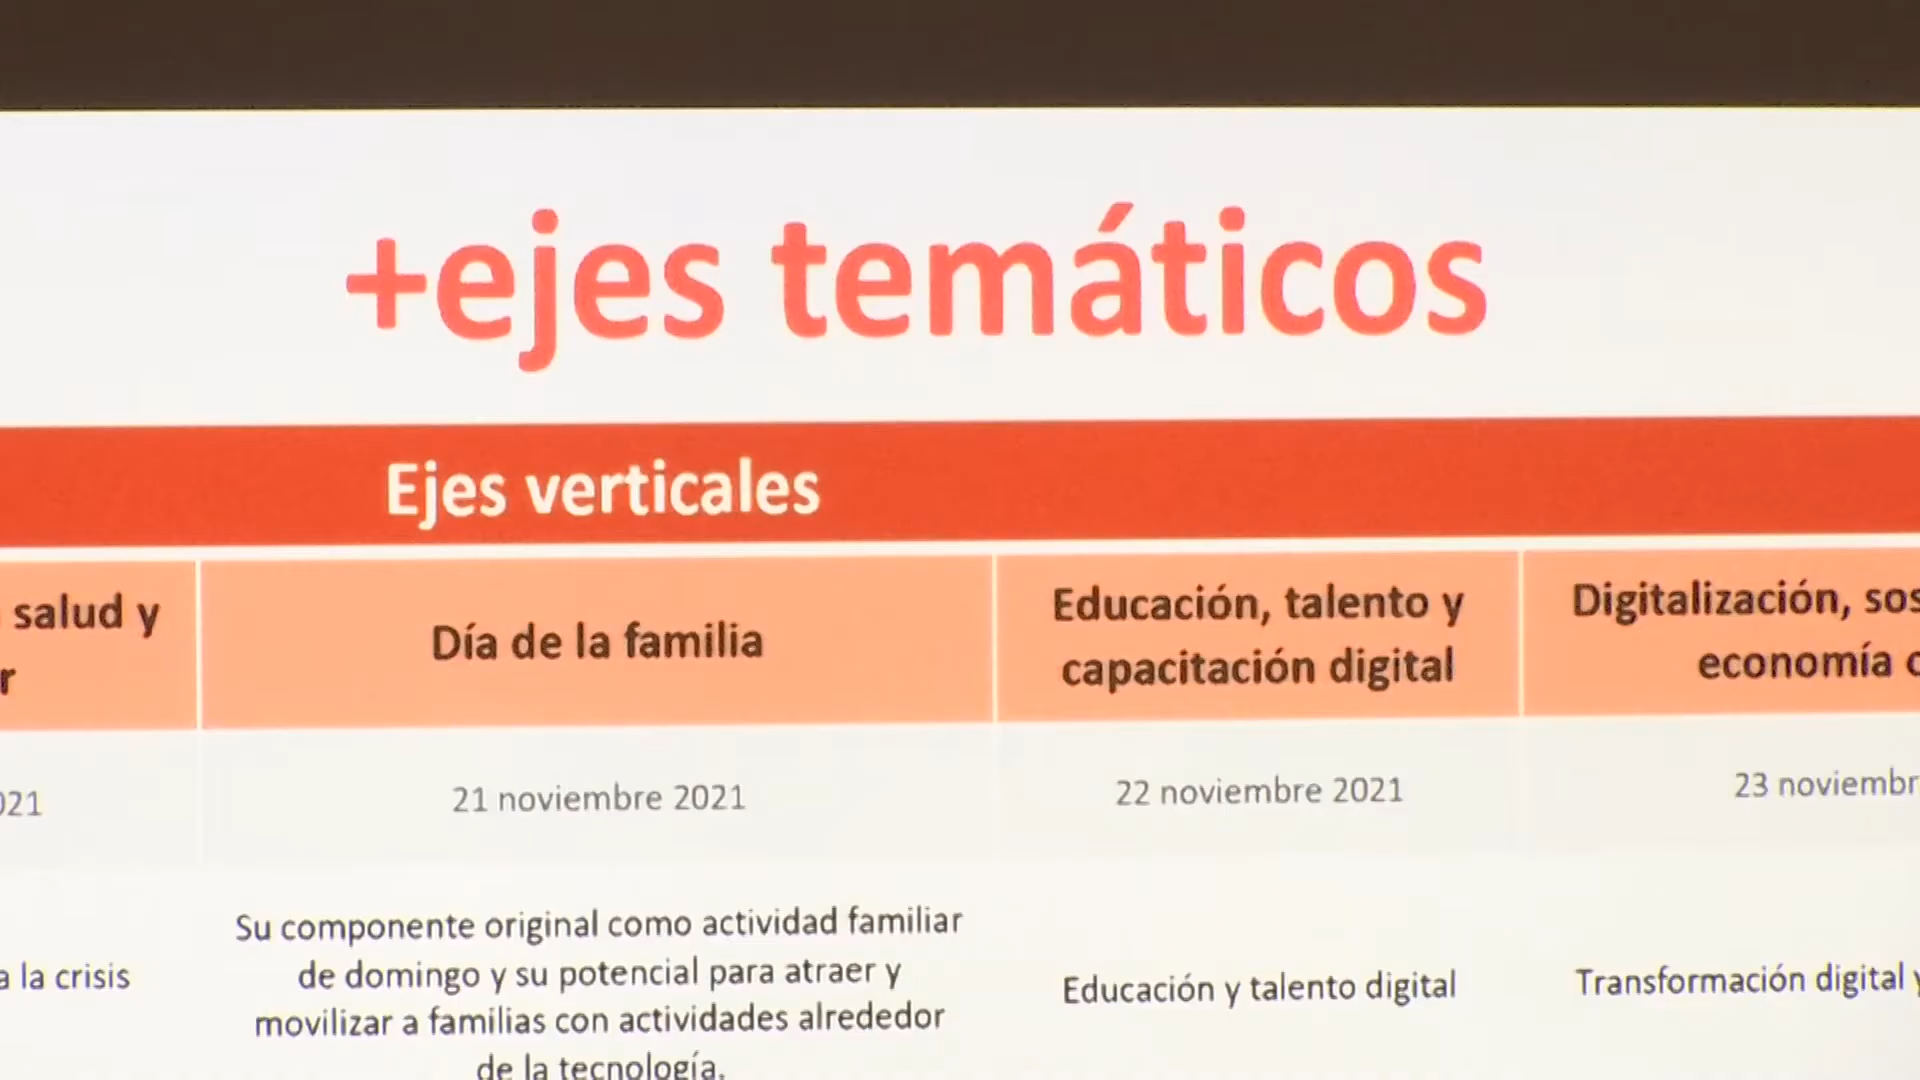 +ejes temáticos
Ejes verticales
salud y
r
Día de la familia
Educación, talento y
capacitación digital
Digitalización,
economía
021
21 noviembre 2021
22 noviembre 2021
23
a la crisis
Su componente original como actividad familiar
de domingo y su potencial para atraer y
movilizar a familias con actividades alrededor
de la tecnología.
Educación y talento digital
Transformación digital y